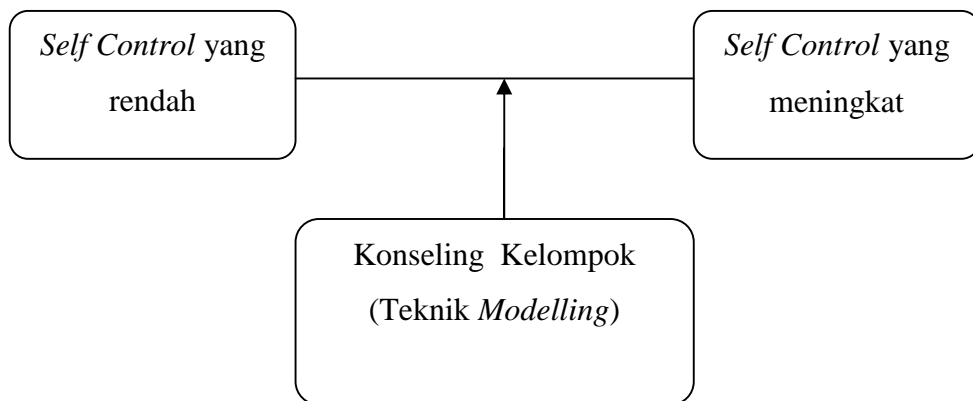 Self Control yang
rendah
Self Control yang
meningkat
Konseling Kelompok
(Teknik Modelling)